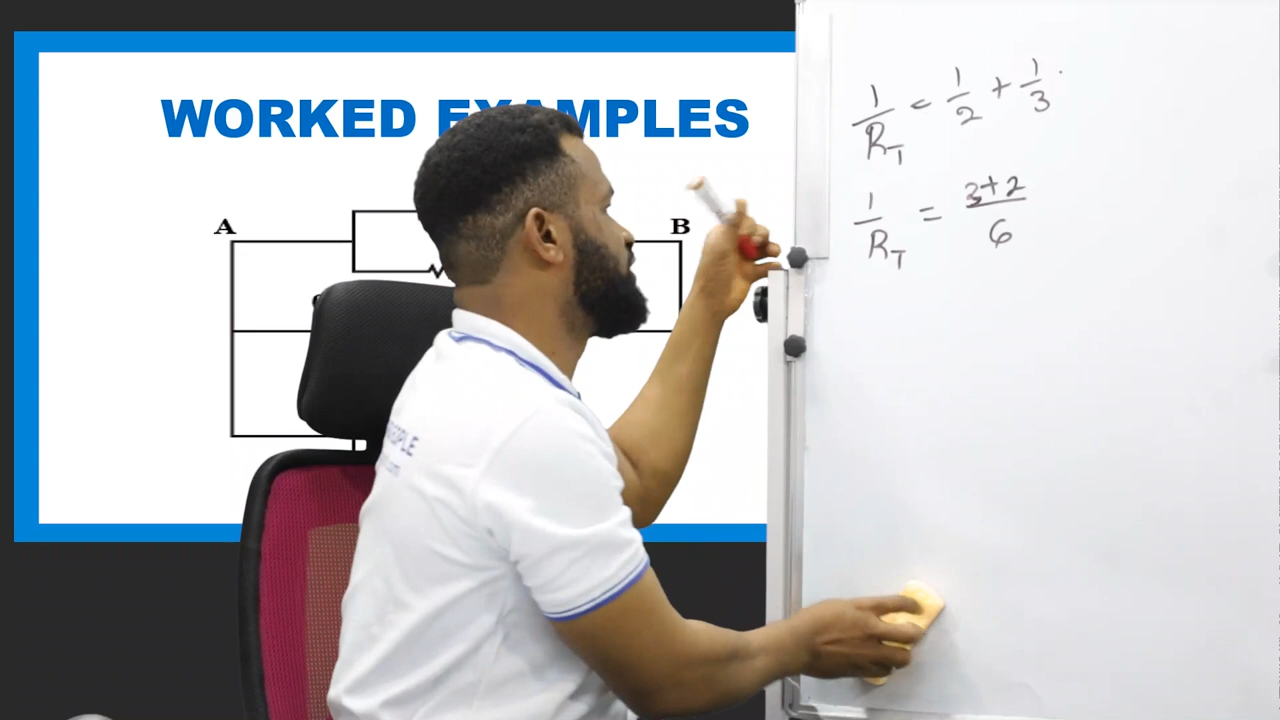 WORKED EXAMPLES
A
B
1/R_T = 1/2 + 1/3
1/R_T = 3+2/6